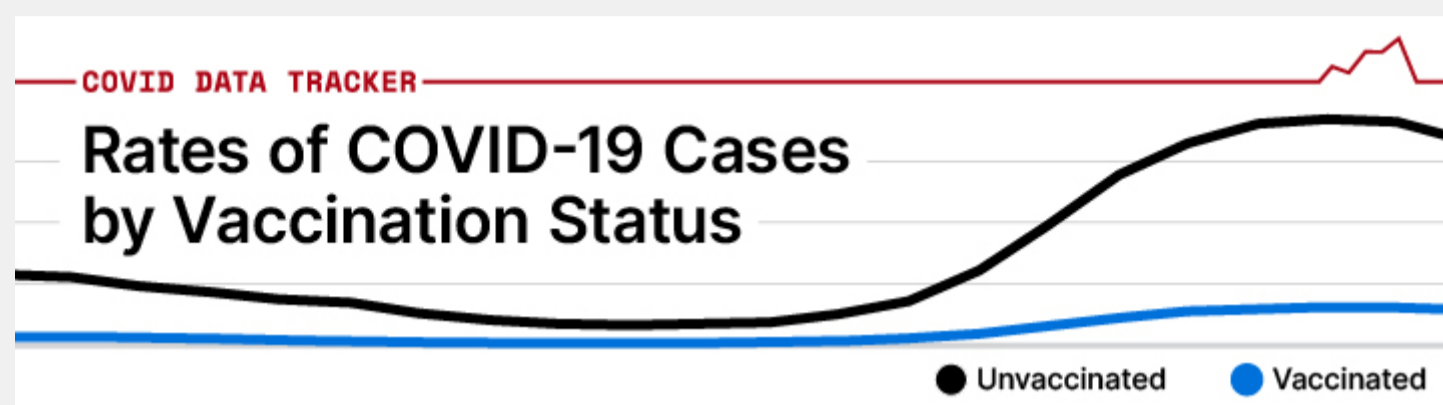 COVID DATA TRACKER
Rates of COVID-19 Cases
by Vaccination Status
Unvaccinated Vaccinated